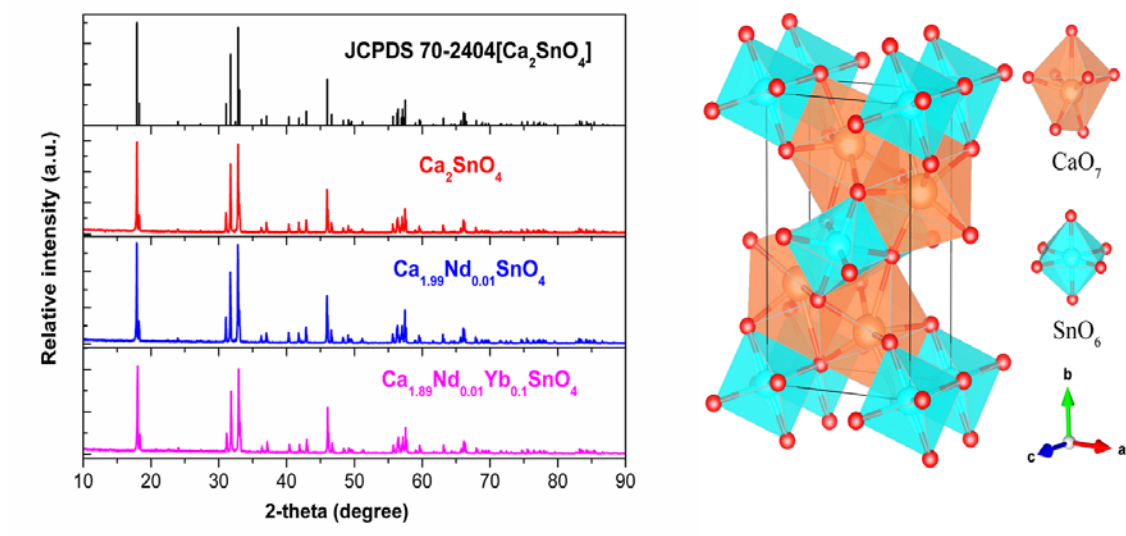 JCPDS 70-2404[Ca₂SnO₄]
Ca₂SnO₄
Ca₁.₉₉Nd₀.₀₁SnO₄
Ca₁.₈₉Nd₀.₀₁Yb₀.₁SnO₄
Relative intensity (a.u.)
10 20 30 40 50 60 70 80 90
2-theta (degree)
CaO₇
SnO₆
b
c
a